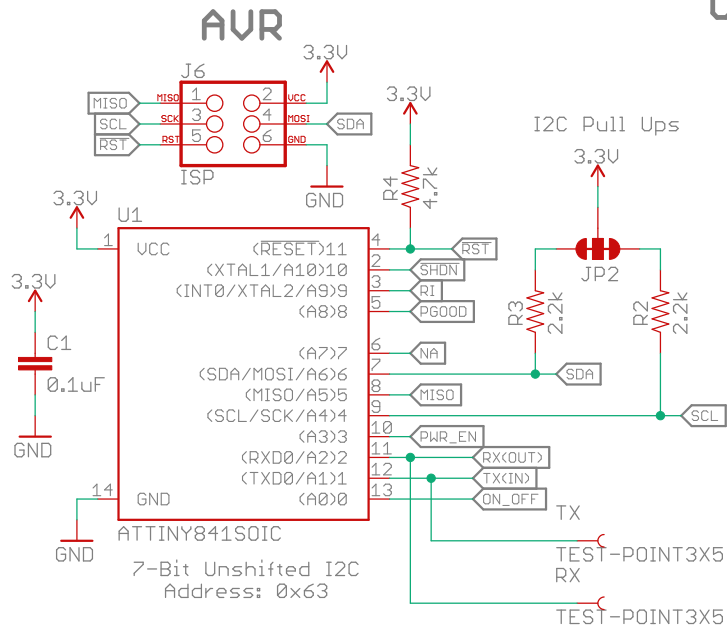 AVR
3.3V
J6
MISO MISO 1 2 VCC
SCL SCK 3 4 MOSI SDA
RST RST 5 6 GND
ISP
GND
3.3V
R4
4.7k
I2C Pull Ups
3.3V
JP2
R3
2.2k
R2
2.2k
3.3V
U1
1 VCC (RESET)11 4 RST
(XTAL1/A10)10 2 SHDN
(INT0/XTAL2/A9)9 3 RI
(A8)8 5 PGOOD
(A7)7 6 NA
(SDA/MOSI/A6)6 7 SDA
(MISO/A5)5 8 MISO
(SCL/SCK/A4)4 9 SCL
(A3)3 10 PWR_EN
(RXD0/A2)2 11 RX(OUT)
(TXD0/A1)1 12 TX(IN)
14 GND (A0)0 13 ON_OFF
3.3V
C1
0.1uF
GND
GND
ATTINY841SOIC
7-Bit Unshifted I2C
Address: 0x63
TX
TEST-POINT3X5
RX
TEST-POINT3X5